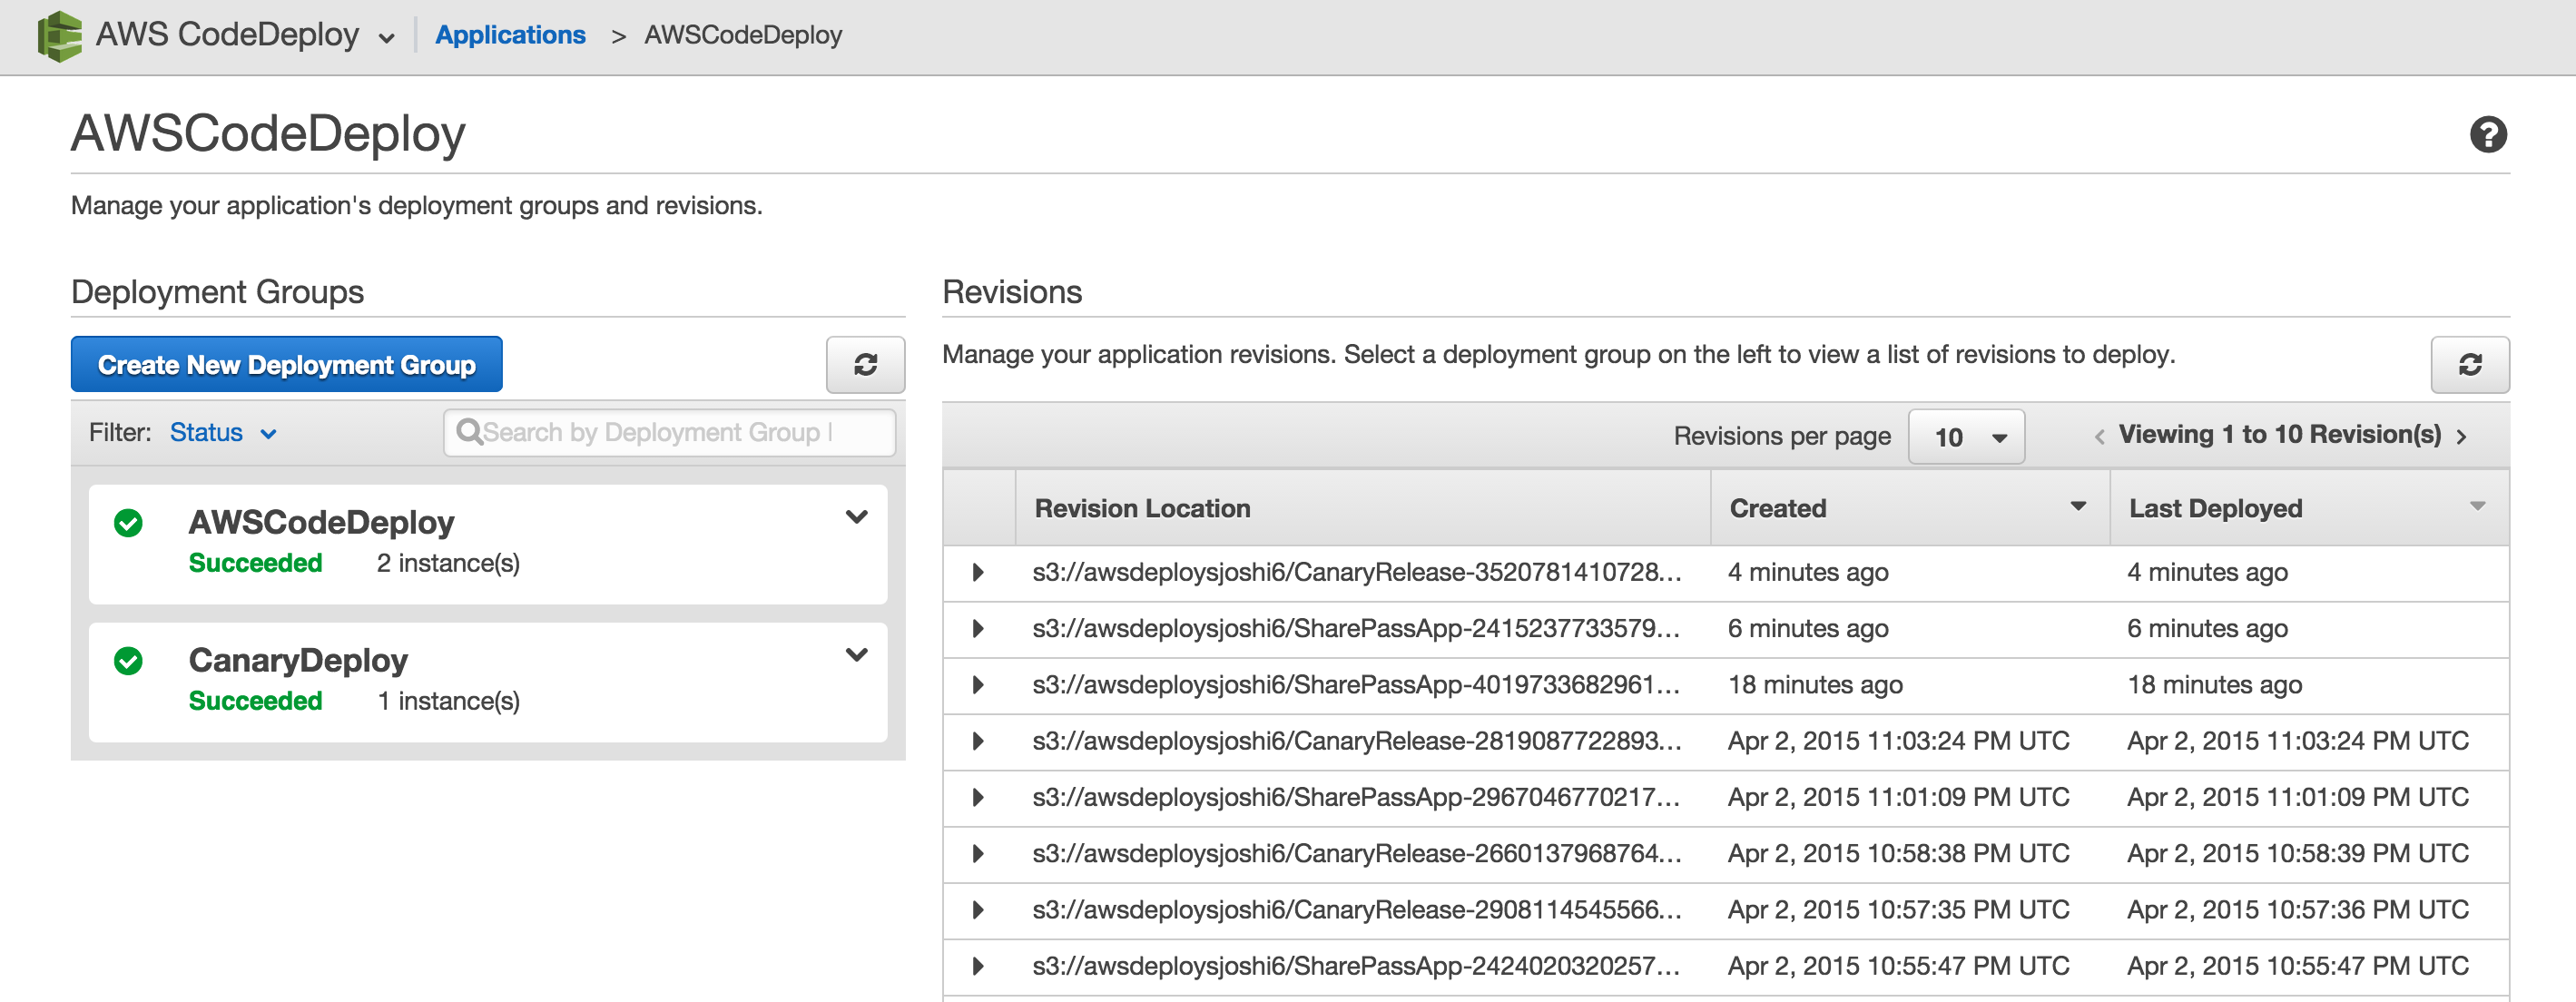 AWS CodeDeploy Applications > AWSCodeDeploy
AWSCodeDeploy
Manage your application's deployment groups and revisions.
Deployment Groups
Create New Deployment Group
Filter: Status Search by Deployment Group
AWSCodeDeploy
Succeeded 2 instance(s)
CanaryDeploy
Succeeded 1 instance(s)
Revisions
Manage your application revisions. Select a deployment group on the left to view a list of revisions to deploy.
Revisions per page 10 < Viewing 1 to 10 Revision(s) >
Revision Location Created Last Deployed
s3://awsdeploysjoshi6/CanaryRelease-3520781410728... 4 minutes ago 4 minutes ago
s3://awsdeploysjoshi6/SharePassApp-2415237733579... 6 minutes ago 6 minutes ago
s3://awsdeploysjoshi6/SharePassApp-4019733682961... 18 minutes ago 18 minutes ago
s3://awsdeploysjoshi6/CanaryRelease-2819087722893... Apr 2, 2015 11:03:24 PM UTC Apr 2, 2015 11:03:24 PM UTC
s3://awsdeploysjoshi6/SharePassApp-2967046770217... Apr 2, 2015 11:01:09 PM UTC Apr 2, 2015 11:01:09 PM UTC
s3://awsdeploysjoshi6/CanaryRelease-2660137968764... Apr 2, 2015 10:58:38 PM UTC Apr 2, 2015 10:58:39 PM UTC
s3://awsdeploysjoshi6/CanaryRelease-2908114545566... Apr 2, 2015 10:57:35 PM UTC Apr 2, 2015 10:57:36 PM UTC
s3://awsdeploysjoshi6/SharePassApp-2424020320257... Apr 2, 2015 10:55:47 PM UTC Apr 2, 2015 10:55:47 PM UTC